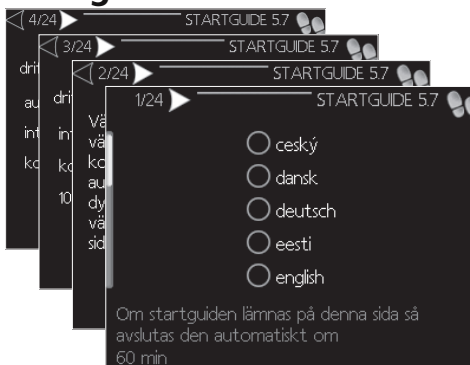 4/24 STARTGUIDE 5.7
3/24 STARTGUIDE 5.7
2/24 STARTGUIDE 5.7
1/24 STARTGUIDE 5.7
ceský
dansk
deutsch
eesti
english
Om startguiden lämnas på denna sida så
avslutas den automatiskt om
60 min